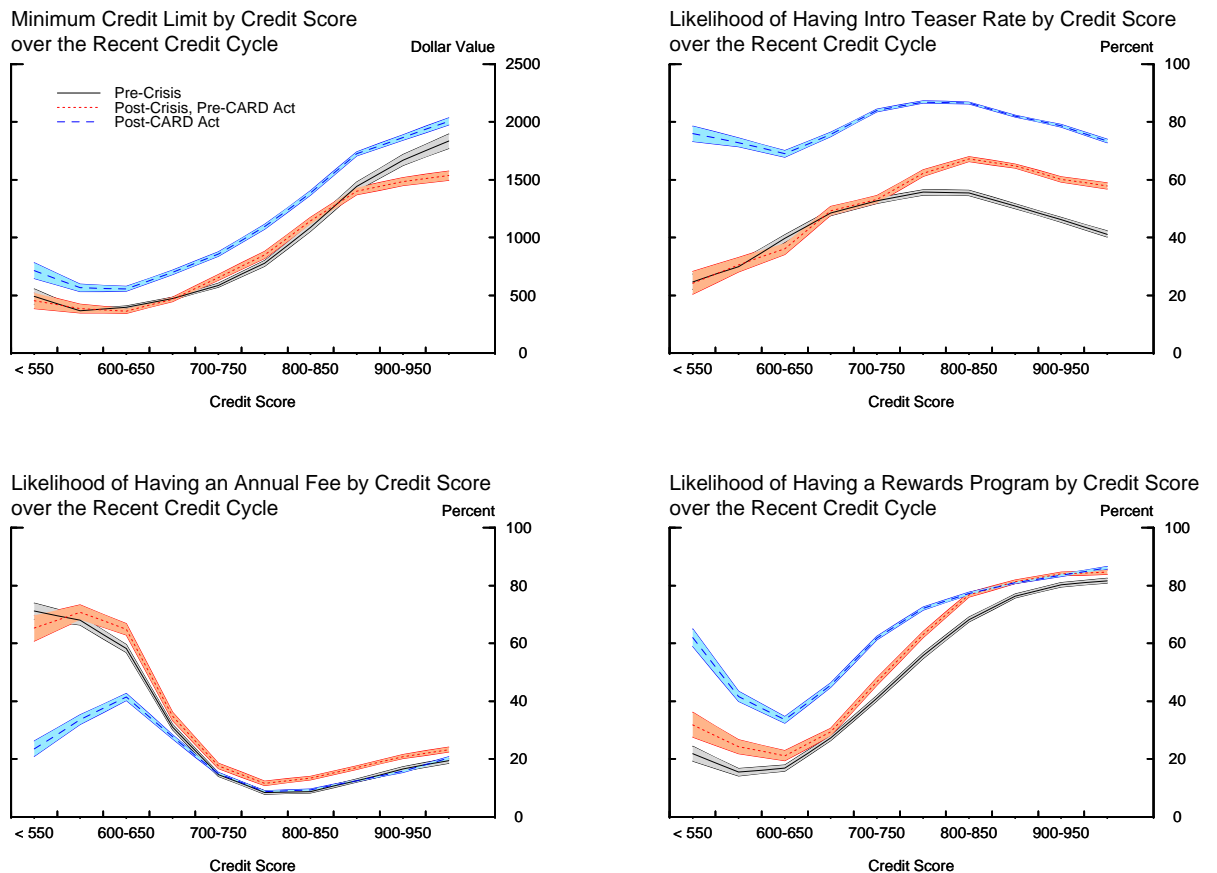 Minimum Credit Limit by Credit Score
over the Recent Credit Cycle
Dollar Value
2500
2000
1500
1000
500
0
Pre-Crisis
Post-Crisis, Pre-CARD Act
Post-CARD Act
< 550 600-650 700-750 800-850 900-950
Credit Score
Likelihood of Having Intro Teaser Rate by Credit Score
over the Recent Credit Cycle
Percent
100
80
60
40
20
0
< 550 600-650 700-750 800-850 900-950
Credit Score
Likelihood of Having an Annual Fee by Credit Score
over the Recent Credit Cycle
Percent
100
80
60
40
20
0
< 550 600-650 700-750 800-850 900-950
Credit Score
Likelihood of Having a Rewards Program by Credit Score
over the Recent Credit Cycle
Percent
100
80
60
40
20
0
< 550 600-650 700-750 800-850 900-950
Credit Score